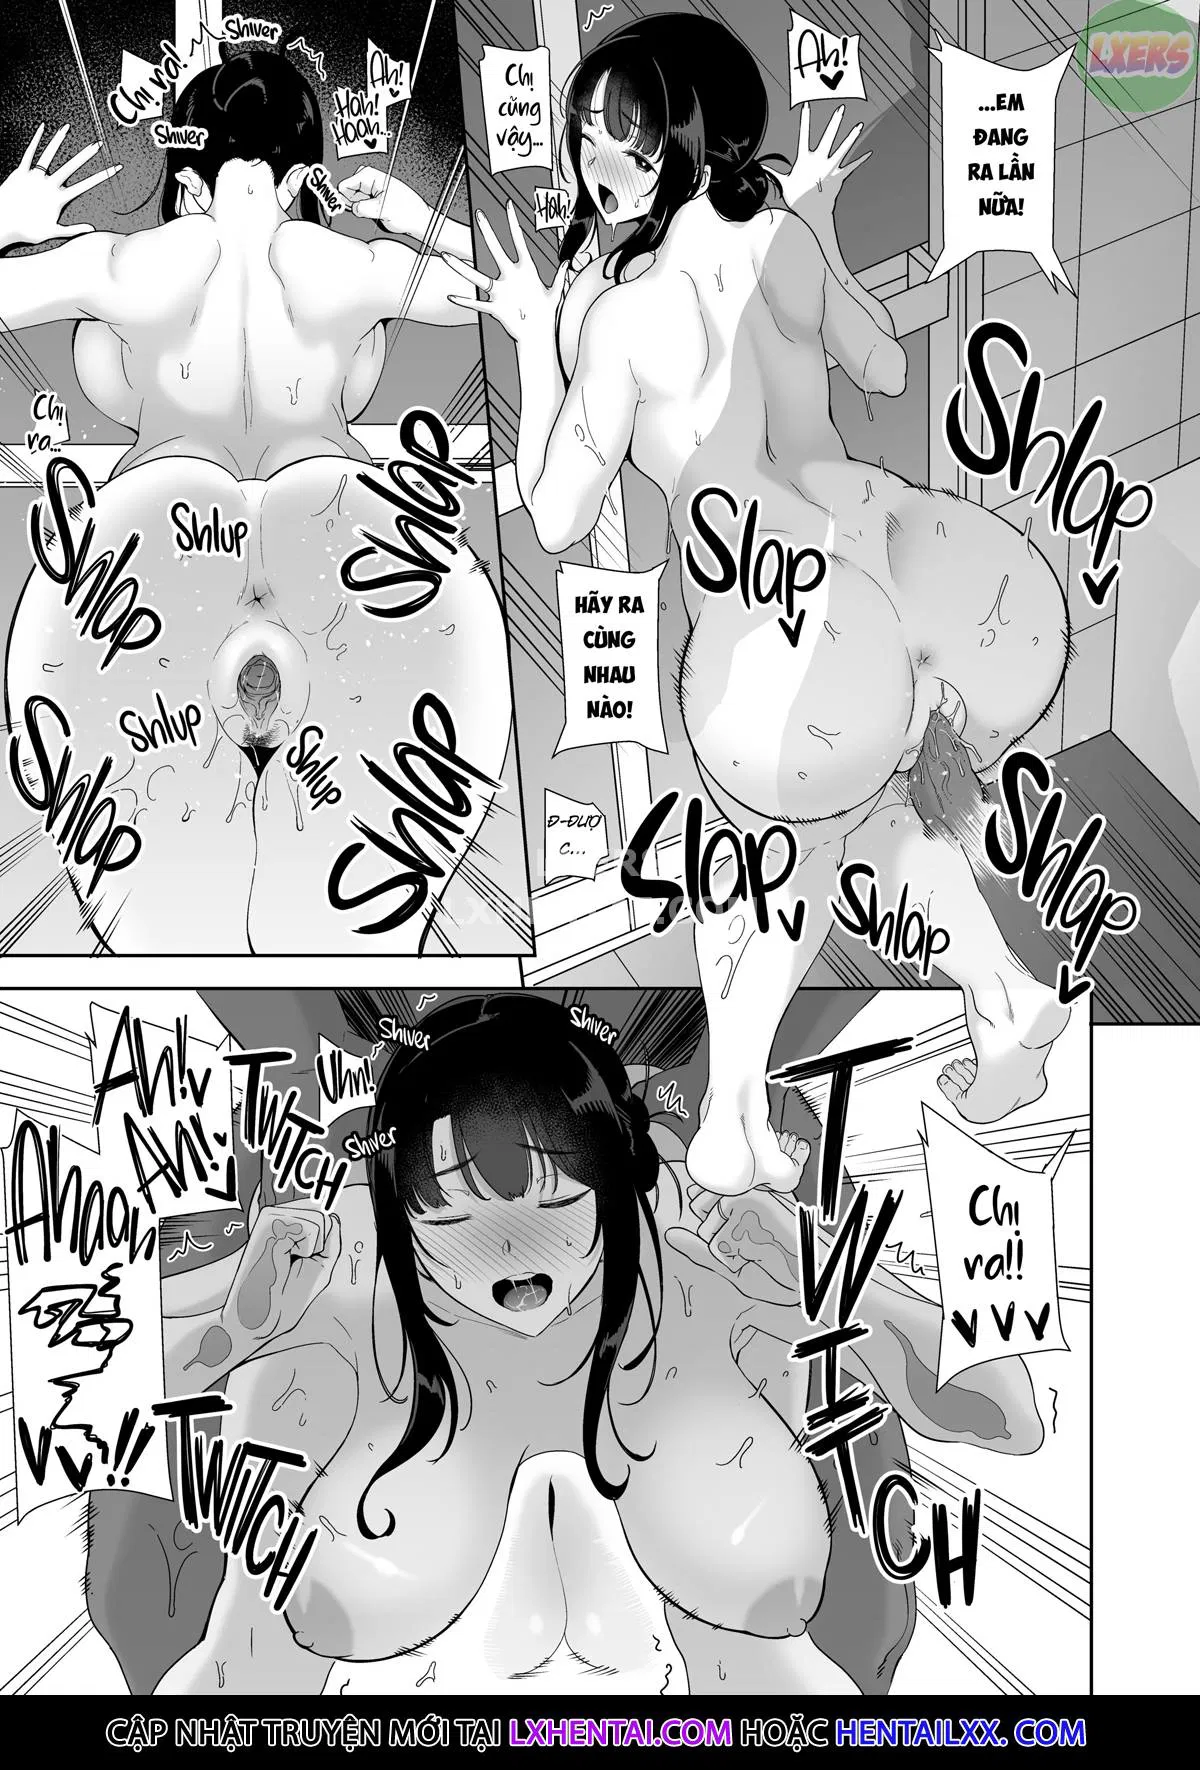 LXERS
...EM
ĐANG
RA LẦN
NỮA!
Ah!
Chị
cũng
vậy...
Hah!
Shlap
Slap
HÃY RA
CÙNG
NHAU
NÀO!
Đ-ĐƯỢ
C...
Slap
Shlap
Shlap
Shiver
Chị ra!
Shiver
Ah!
Hah!
Haah...
Shiver
Chị
ra...
Shlap
Shlap
Shlup
Shlup
Shlup
Shlap
Shlap
Chị
ra!!
Shiver
Shiver
Uhn!
Shiver
TWITCH
TWITCH
TWITCH
Ah!
Ah!
Ahaah
!!
CẬP NHẬT TRUYỆN MỚI TẠI LXHENTAI.COM HOẶC HENTAILXX. COM